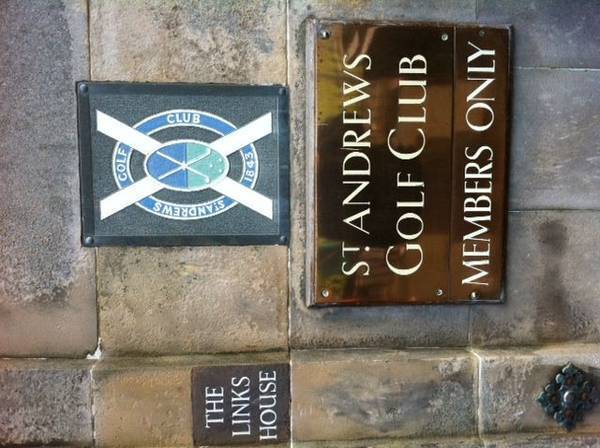 ST. ANDREWS
GOLF CLUB
MEMBERS ONLY
GOLF CLUB
1843
ST ANDREWS
THE
LINKS
HOUSE